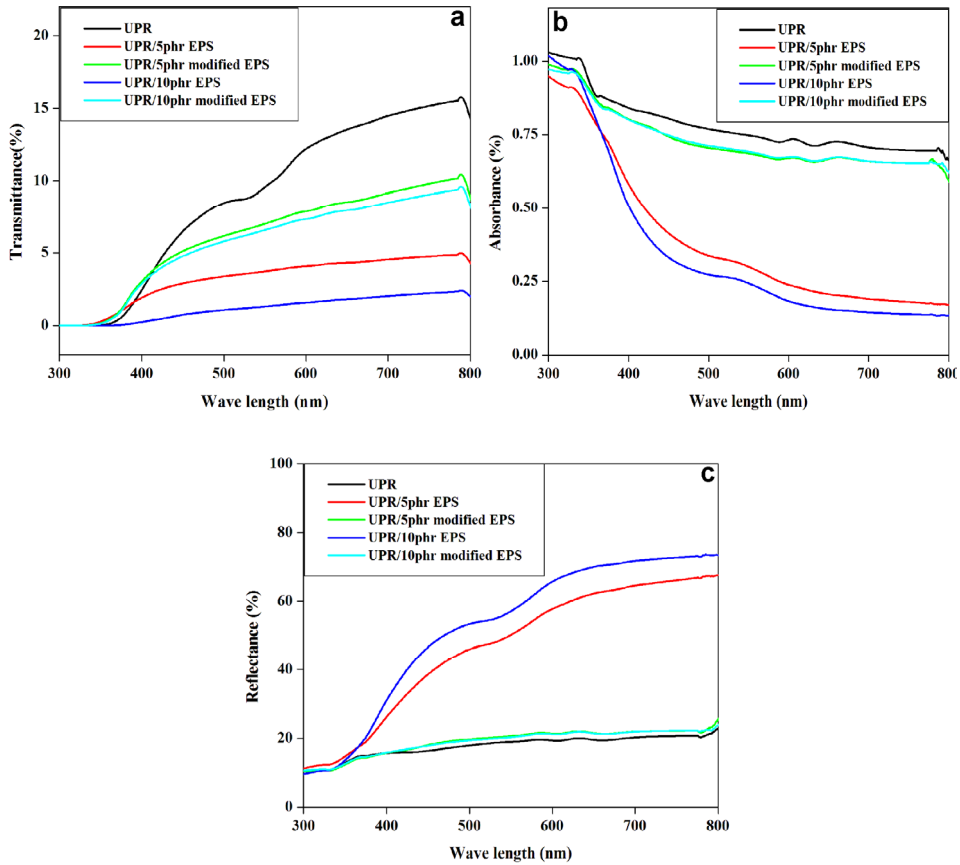 a
20
15
10
5
0
Transmittance(%)
UPR
UPR/5phr EPS
UPR/5phr modified EPS
UPR/10phr EPS
UPR/10phr modified EPS
300 400 500 600 700 800
Wave length (nm)
b
1.00
0.75
0.50
0.25
0.00
Absorbance (%)
UPR
UPR/5phr EPS
UPR/5phr modified EPS
UPR/10phr EPS
UPR/10phr modified EPS
300 400 500 600 700 800
Wave length (nm)
c
100
80
60
40
20
0
Reflectance (%)
UPR
UPR/5phr EPS
UPR/5phr modified EPS
UPR/10phr EPS
UPR/10phr modified EPS
300 400 500 600 700 800
Wave length (nm)